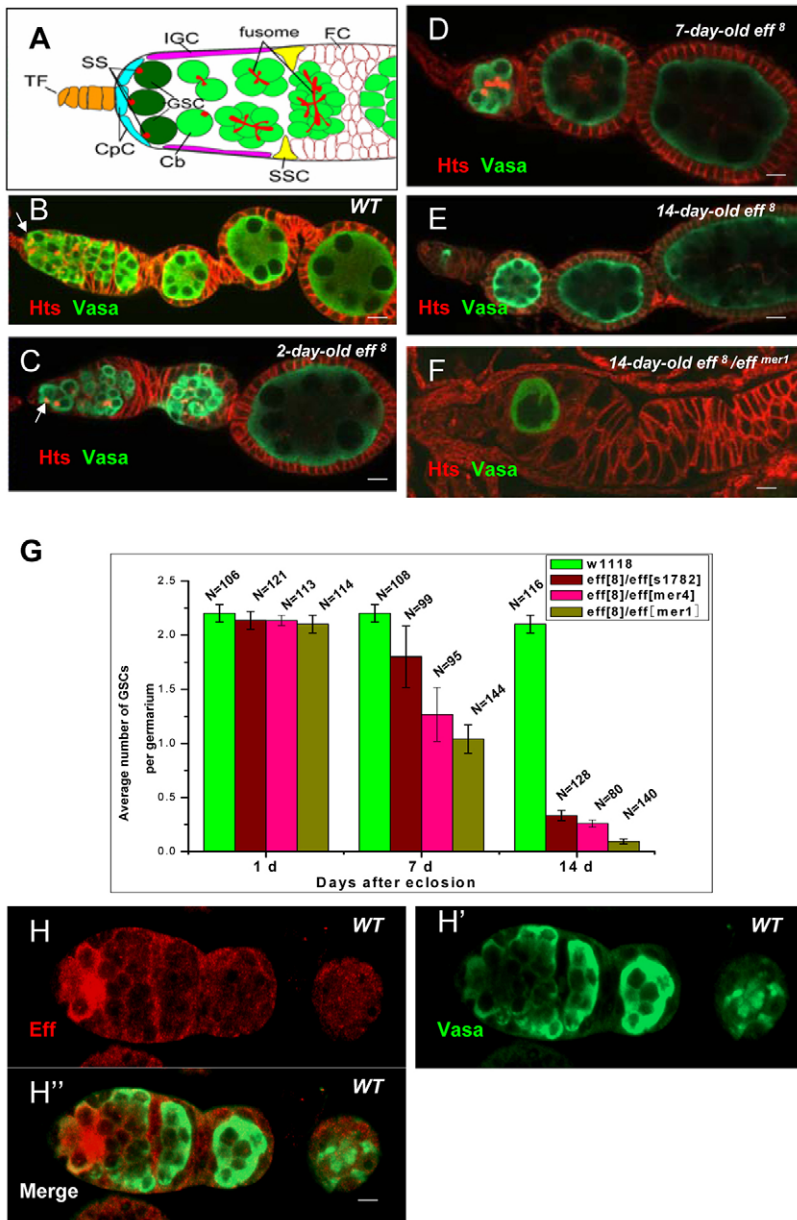 A
IGC
fusome
FC
SS
TF
GSC
CpC
Cb
SSC
B
WT
Hts Vasa
C
2-day-old eff 8
Hts Vasa
D
7-day-old eff 8
Hts Vasa
E
14-day-old eff 8
Hts Vasa
F
14-day-old eff 8/eff mer1
Hts Vasa
G
w1118
eff[8]/eff[s1782]
eff[8]/eff[mer4]
eff[8]/eff[mer1]
N=106
N=121
N=113
N=114
N=108
N=99
N=95
N=144
N=116
N=128
N=80
N=140
Average number of GSCs
per germarium
2.5
2.0
1.5
1.0
0.5
0.0
1 d
7 d
14 d
Days after eclosion
H
WT
Eff
H'
WT
Vasa
H''
WT
Merge